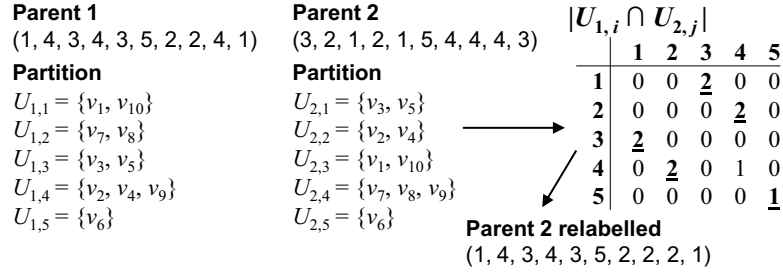 Parent 1
(1, 4, 3, 4, 3, 5, 2, 2, 4, 1)
Partition
U1,1 = {v1, v10}
U1,2 = {v7, v8}
U1,3 = {v3, v5}
U1,4 = {v2, v4, v9}
U1,5 = {v6}
Parent 2
(3, 2, 1, 2, 1, 5, 4, 4, 4, 3)
Partition
U2,1 = {v3, v5}
U2,2 = {v2, v4}
U2,3 = {v1, v10}
U2,4 = {v7, v8, v9}
U2,5 = {v6}
|U1,i ∩ U2,j|
1 2 3 4 5
1 0 0 2 0 0
2 0 0 0 2 0
3 2 0 0 0 0
4 0 2 0 1 0
5 0 0 0 0 1
Parent 2 relabelled
(1, 4, 3, 4, 3, 5, 2, 2, 2, 1)